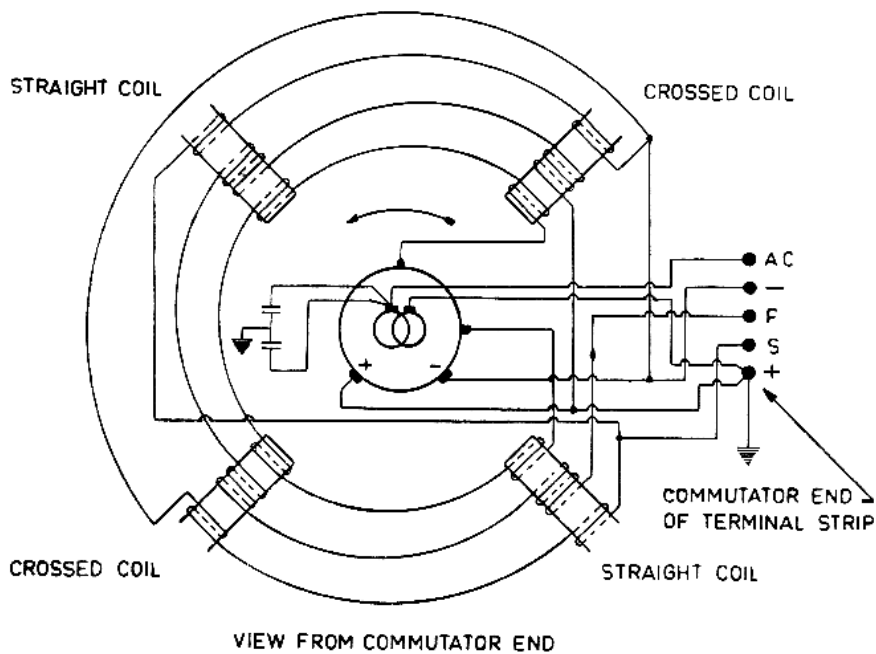 STRAIGHT COIL
CROSSED COIL
AC
−
F
S
+
+ −
COMMUTATOR END
OF TERMINAL STRIP
CROSSED COIL
STRAIGHT COIL
VIEW FROM COMMUTATOR END